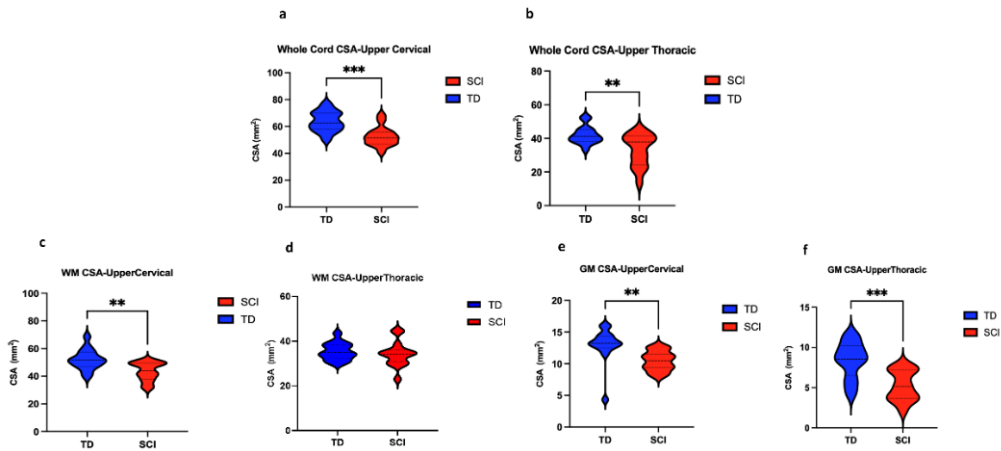 a
Whole Cord CSA-Upper Cervical
100
80
60
40
20
0
CSA (mm²)
***
TD
SCI
SCI
TD
b
Whole Cord CSA-Upper Thoracic
80
60
40
20
0
CSA (mm²)
**
TD
SCI
SCI
TD
c
WM CSA-UpperCervical
100
80
60
40
20
0
CSA (mm²)
**
TD
SCI
SCI
TD
d
WM CSA-UpperThoracic
60
40
20
0
CSA (mm²)
TD
SCI
TD
SCI
e
GM CSA-UpperCervical
20
15
10
5
0
CSA (mm²)
**
TD
SCI
TD
SCI
f
GM CSA-UpperThoracic
15
10
5
0
CSA (mm²)
***
TD
SCI
TD
SCI